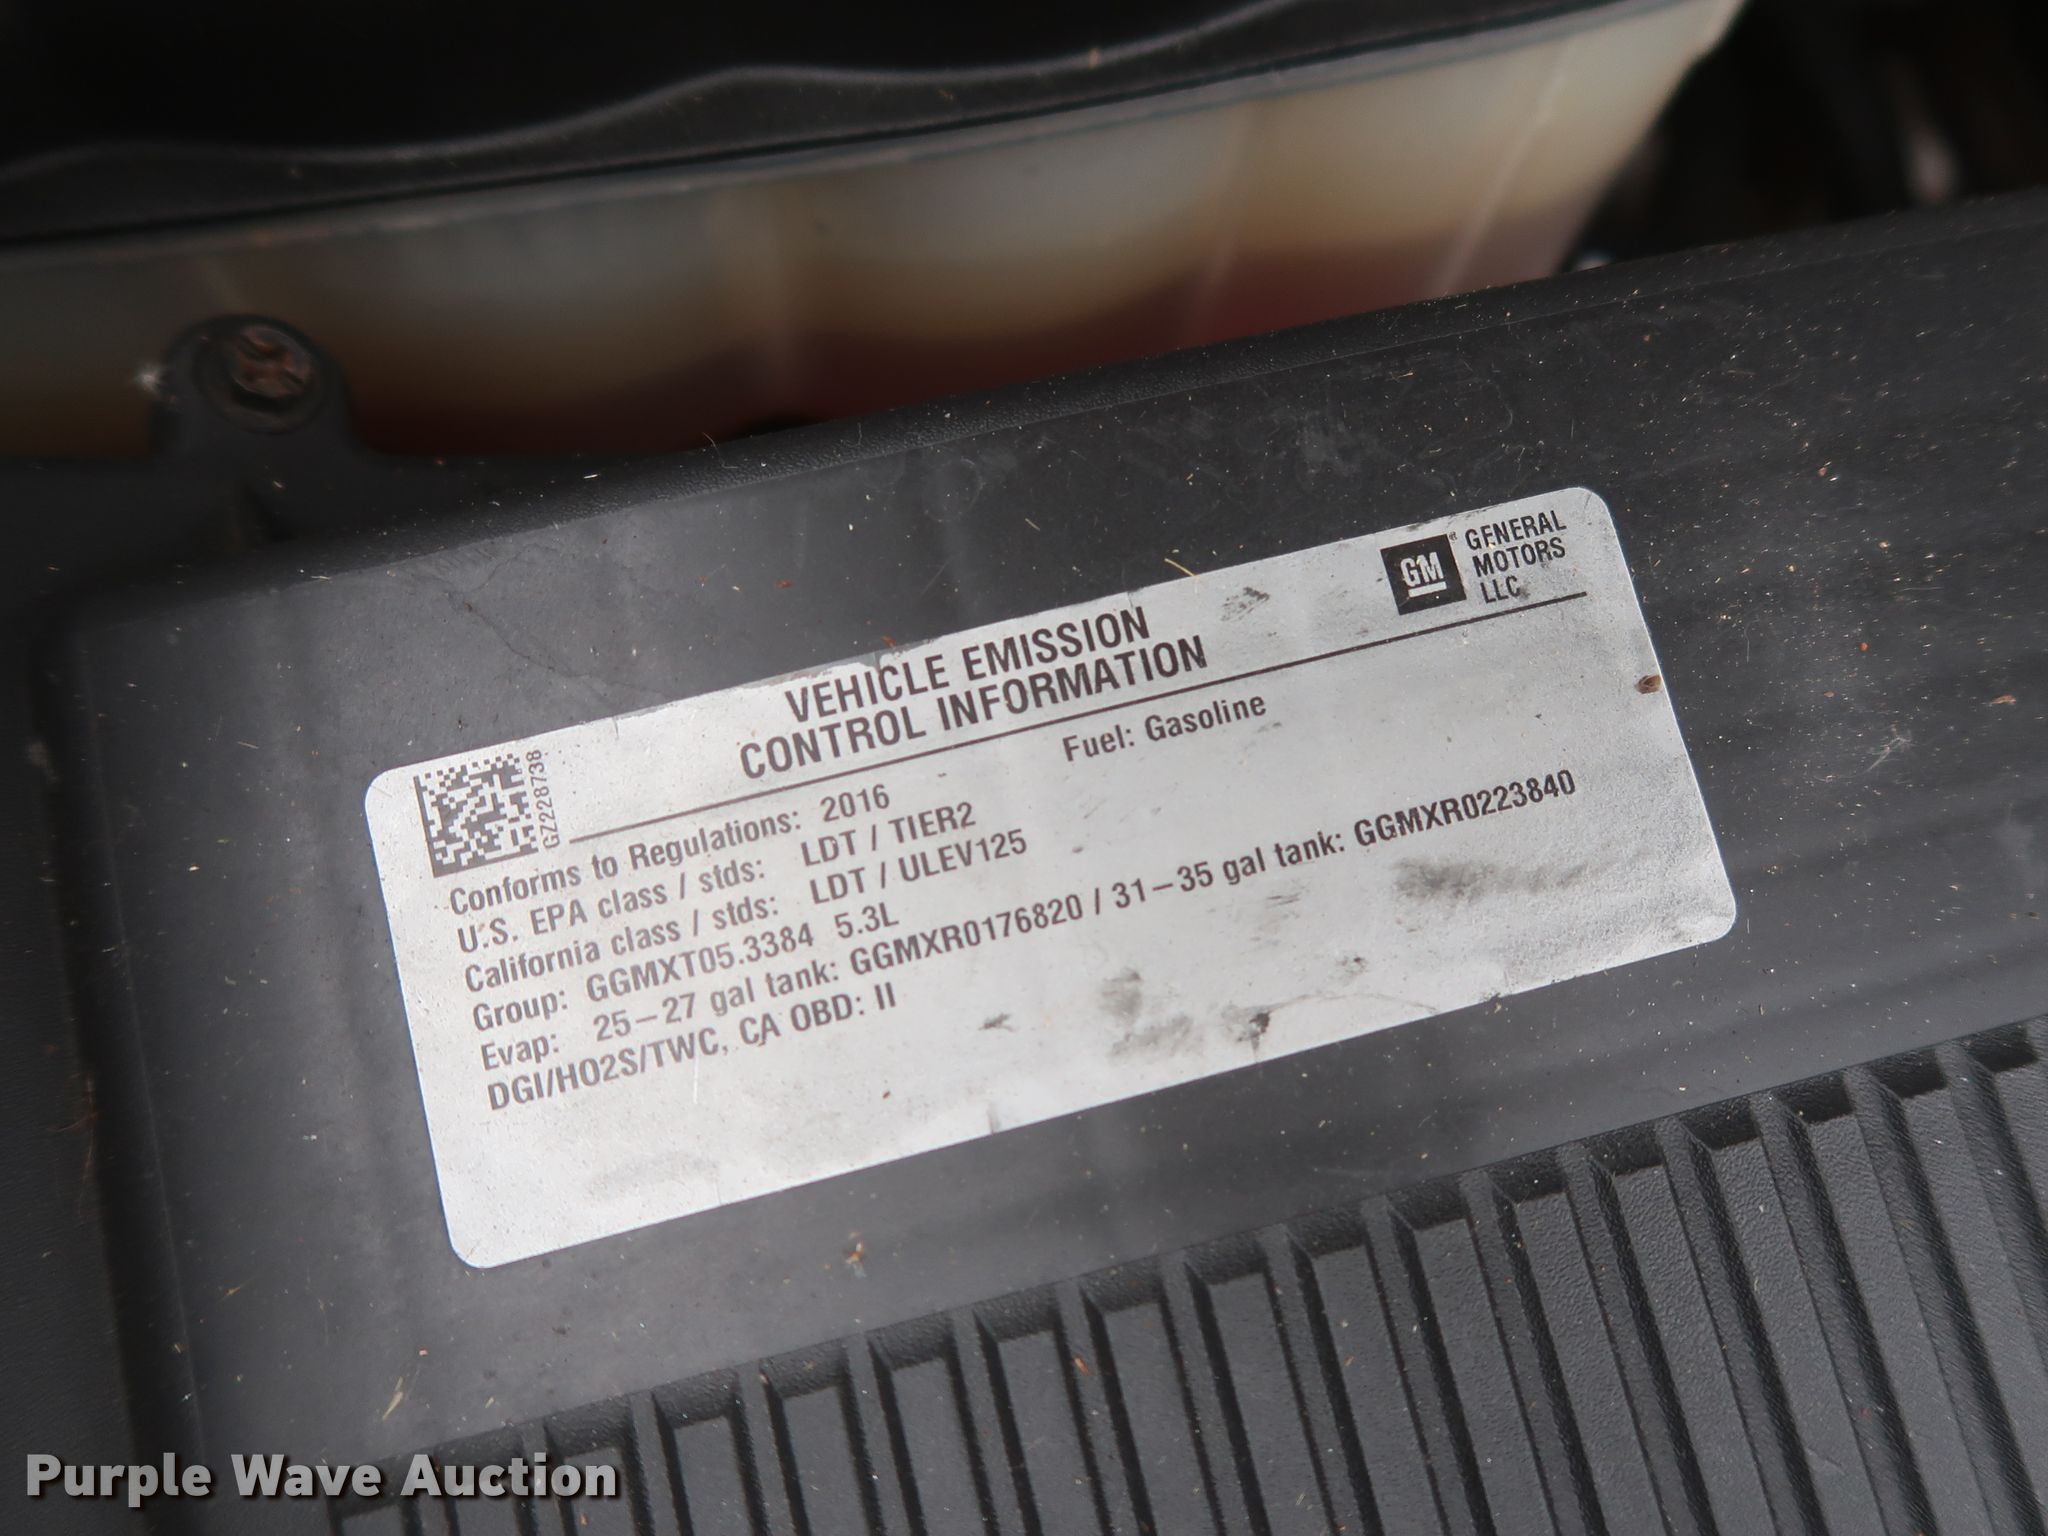 GM
GENERAL
MOTORS
LLC
VEHICLE EMISSION
CONTROL INFORMATION
GZ228738
Conforms to Regulations: 2016 Fuel: Gasoline
U.S. EPA class / stds: LDT / TIER2
California class / stds: LDT / ULEV125
Group: GGMXT05.3384 5.3L
Evap: 25–27 gal tank: GGMXR0176820 / 31–35 gal tank: GGMXR0223840
DGI/HO2S/TWC, CA OBD: II
Purple Wave Auction